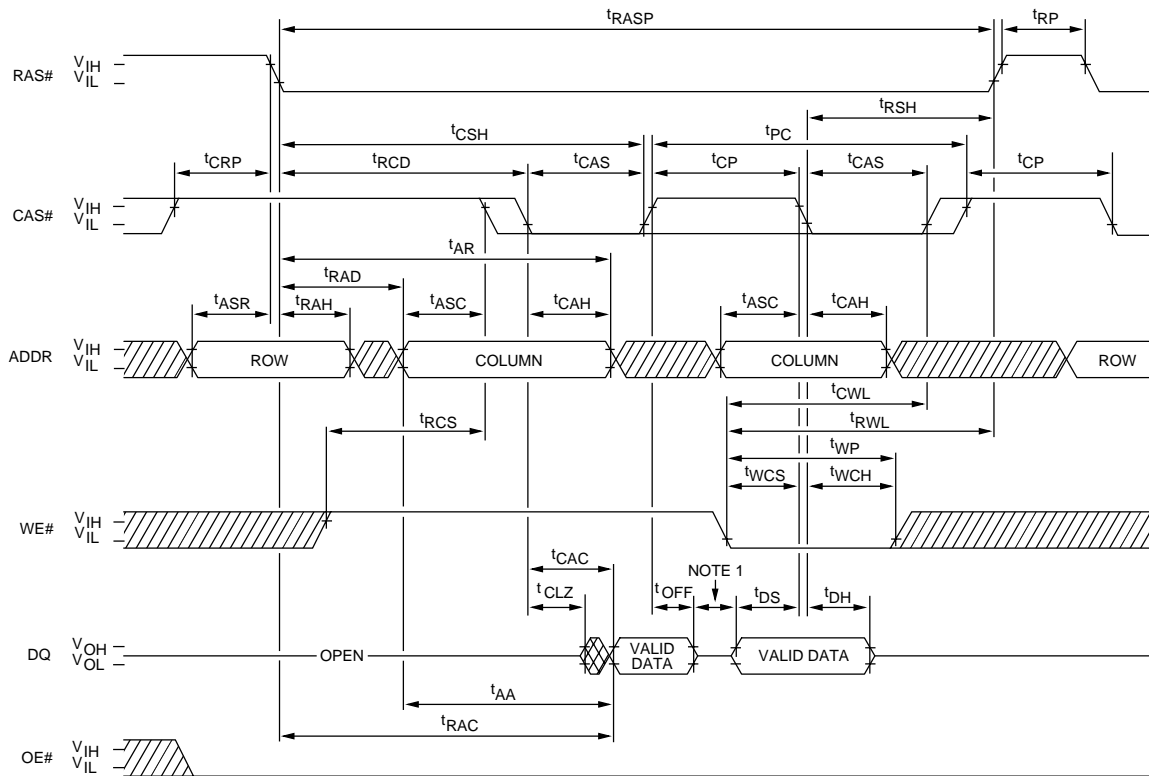 tRASP tRP
RAS# VIH
VIL
tRSH
tCSH tPC
tCRP tRCD tCAS tCP tCAS tCP
CAS# VIH
VIL
tAR
tRAD
tASR tRAH tASC tCAH tASC tCAH
ADDR VIH
VIL
ROW COLUMN COLUMN ROW
tCWL
tRCS tRWL
tWP
tWCS tWCH
WE# VIH
VIL
tCAC
NOTE 1
tCLZ tOFF tDS tDH
DQ VOH
VOL
OPEN VALID DATA VALID DATA
tAA
tRAC
OE# VIH
VIL